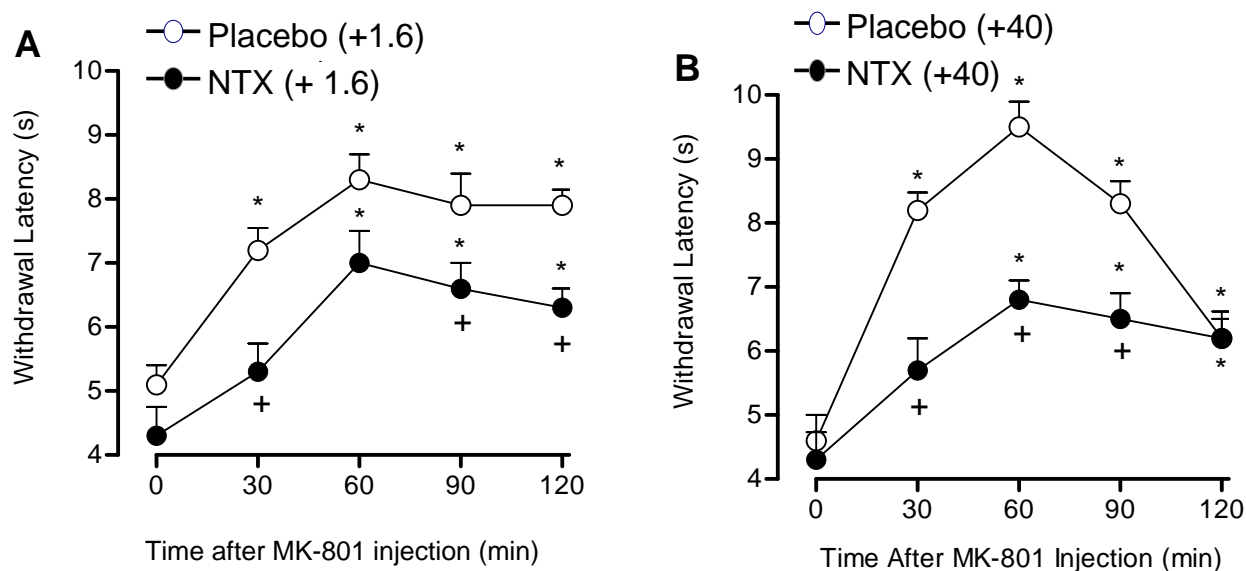 A
Placebo (+1.6)
NTX (+ 1.6)
Withdrawal Latency (s)
10
9
8
7
6
5
4
* * * *
* * *
+ + +
0 30 60 90 120
Time after MK-801 injection (min)
B
Placebo (+40)
NTX (+40)
Withdrawal Latency (s)
10
9
8
7
6
5
4
* * * *
* * *
+ + +
0 30 60 90 120
Time After MK-801 Injection (min)